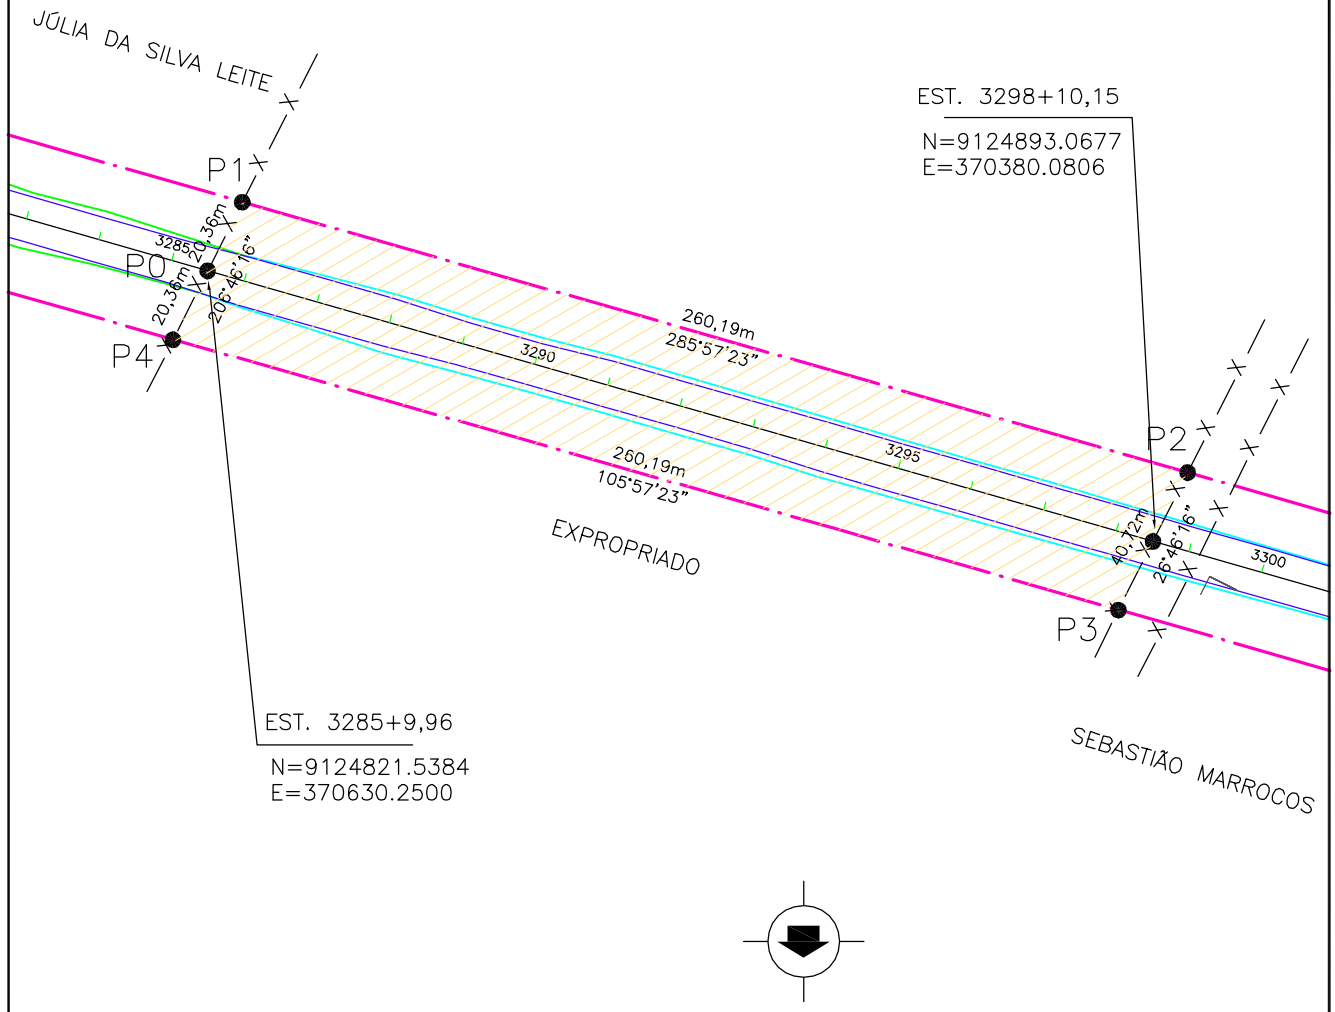 JÚLIA DA SILVA LEITE
EST. 3298+10,15
N=9124893.0677
E=370380.0806
P1
20,36m
3285
P0
206°46'16"
20,36m
P4
260,19m
285°57'23"
3290
P2
3295
260,19m
105°57'23"
40,72m
26°46'16"
3300
EXPROPRIADO
P3
EST. 3285+9,96
N=9124821.5384
E=370630.2500
SEBASTIÃO MARROCOS